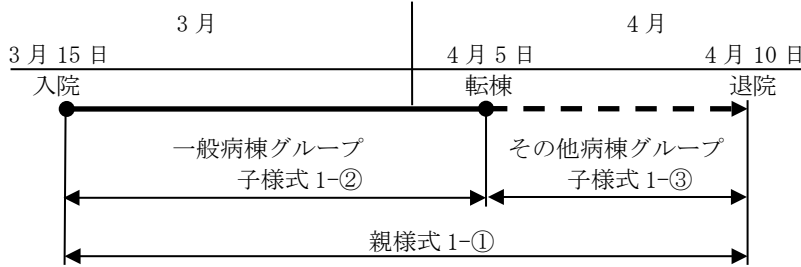 3 月 4 月
3 月 15 日 4 月 5 日 4 月 10 日
入院 転棟 退院
一般病棟グループ その他病棟グループ
子様式 1-② 子様式 1-③
親様式 1-①